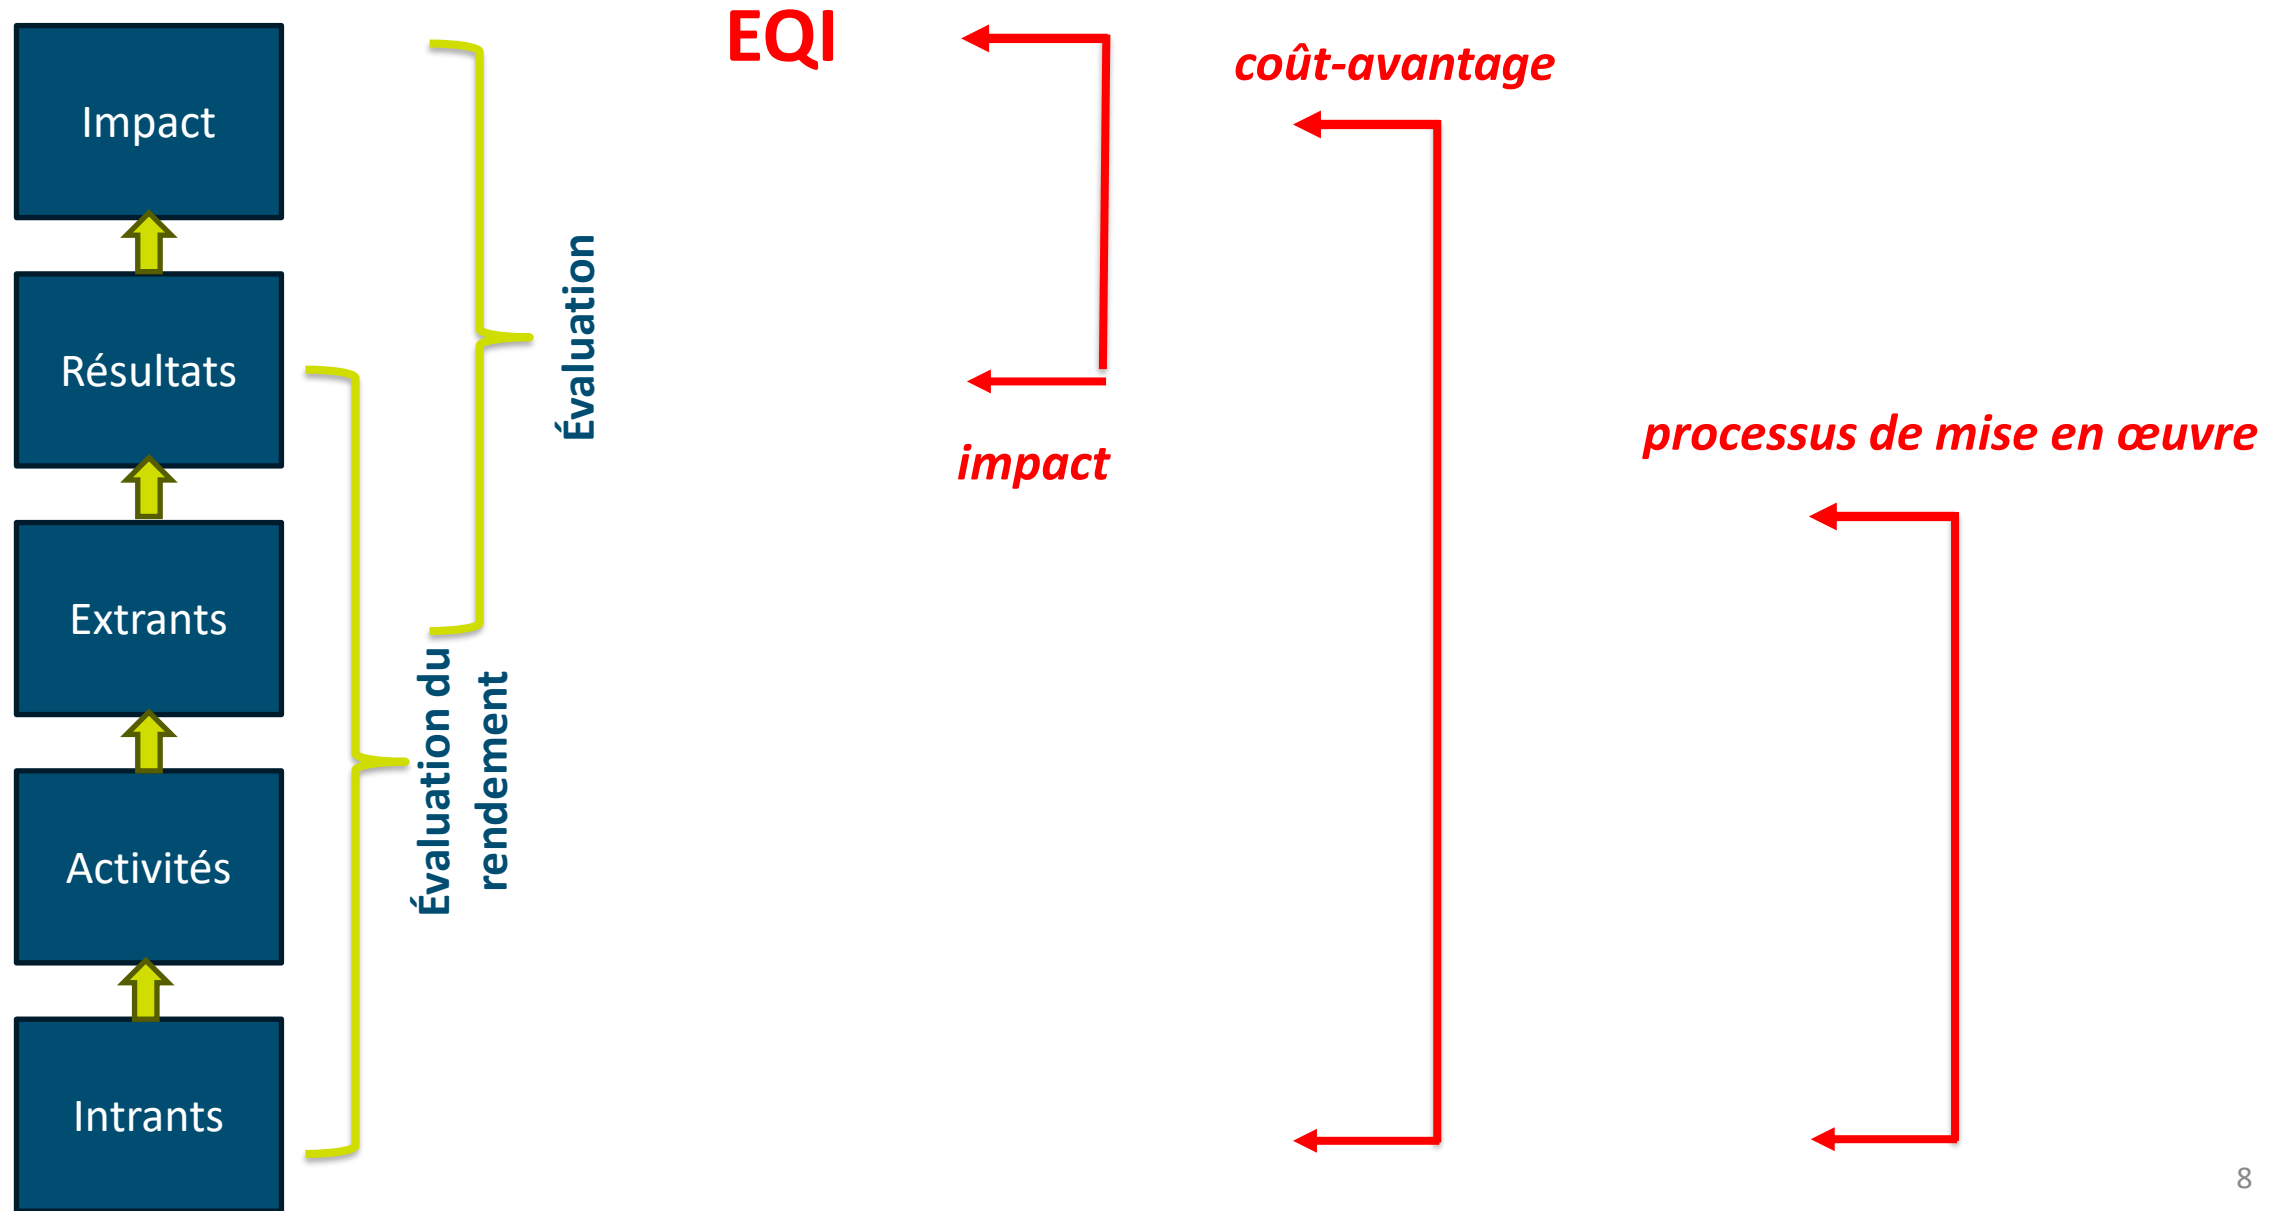 Impact
Résultats
Extrants
Activités
Intrants
Évaluation du
rendement
Évaluation
EQI
impact
coût-avantage
processus de mise en œuvre
8